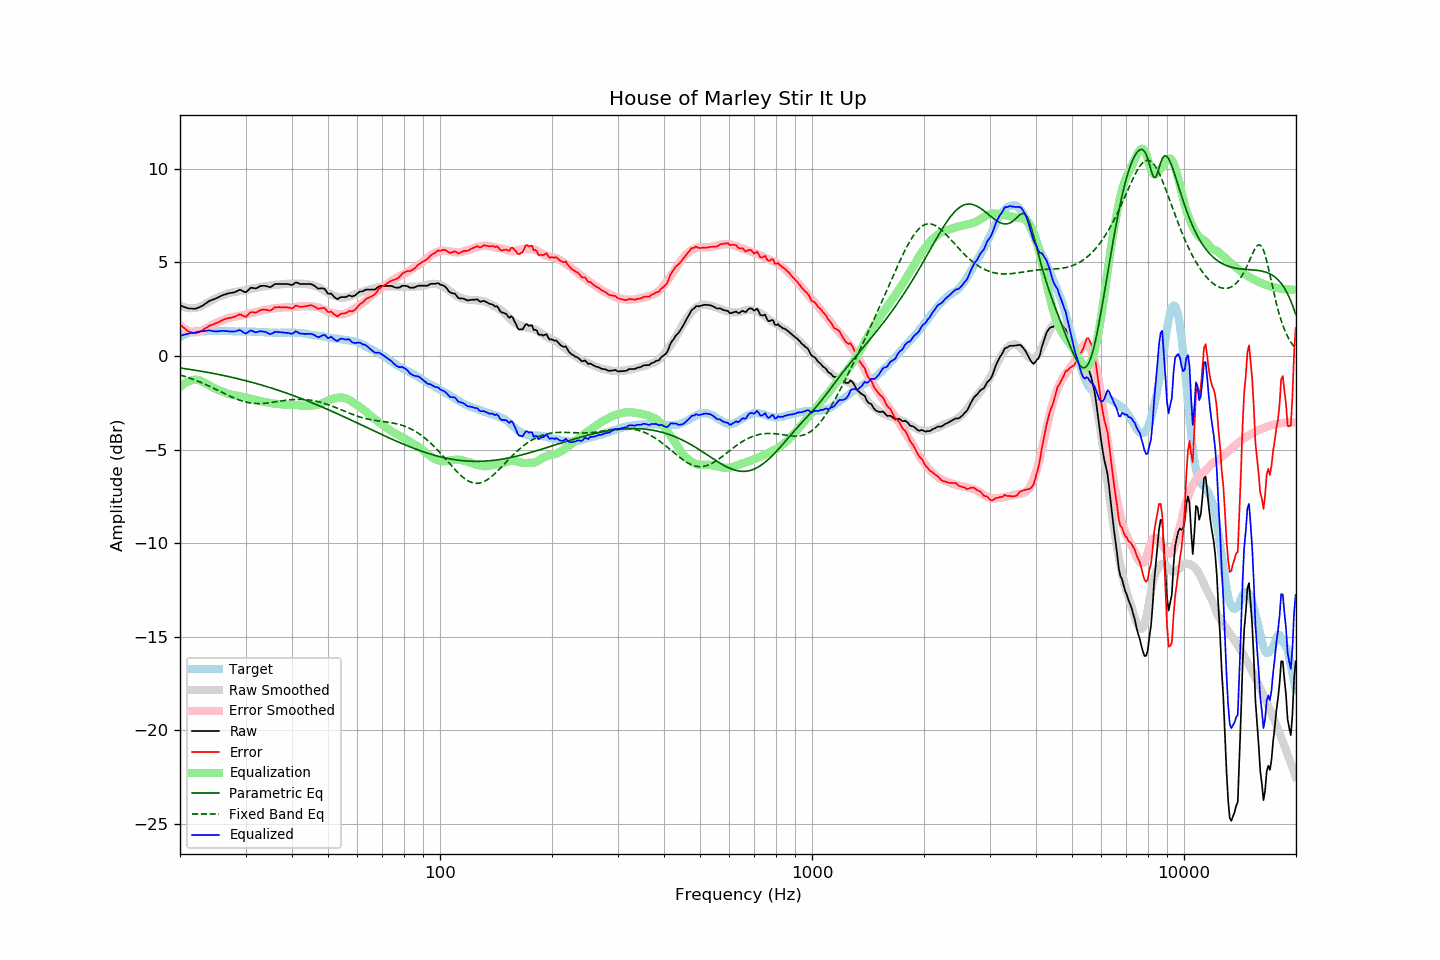 House of Marley Stir It Up
Amplitude (dBr)
10
5
0
−5
−10
−15
−20
−25
Target
Raw Smoothed
Error Smoothed
Raw
Error
Equalization
Parametric Eq
Fixed Band Eq
Equalized
100
1000
10000
Frequency (Hz)